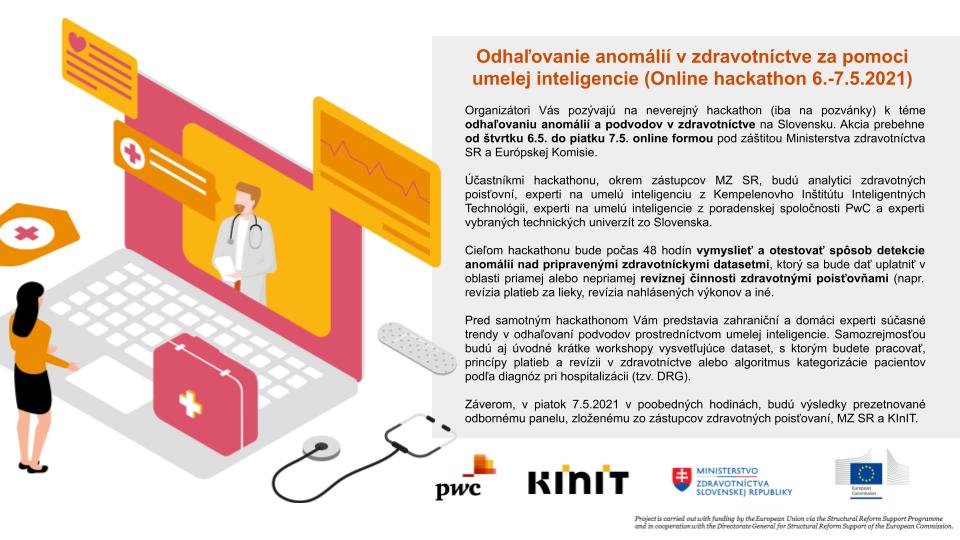 Odhaľovanie anomálií v zdravotníctve za pomoci
umelej inteligencie (Online hackathon 6.-7.5.2021)
Organizátori Vás pozývajú na neverejný hackathon (iba na pozvánky) k téme
odhaľovaniu anomálií a podvodov v zdravotníctve na Slovensku. Akcia prebehne
od štvrtku 6.5. do piatku 7.5. online formou pod záštitou Ministerstva zdravotníctva
SR a Európskej Komisie.
Účastníkmi hackathonu, okrem zástupcov MZ SR, budú analytici zdravotných
poisťovní, experti na umelú inteligenciu z Kempelenovho Inštitútu Inteligentných
Technológii, experti na umelú inteligencie z poradenskej spoločnosti PwC a experti
vybraných technických univerzít zo Slovenska.
Cieľom hackathonu bude počas 48 hodín vymyslieť a otestovať spôsob detekcie
anomálií nad pripravenými zdravotníckymi datasetmi, ktorý sa bude dať uplatniť v
oblasti priamej alebo nepriamej revíznej činnosti zdravotnými poisťovňami (napr.
revízia platieb za lieky, revízia nahlásených výkonov a iné.
Pred samotným hackathonom Vám predstavia zahraniční a domáci experti súčasné
trendy v odhaľovaní podvodov prostredníctvom umelej inteligencie. Samozrejmosťou
budú aj úvodné krátke workshopy vysvetľujúce dataset, s ktorým budete pracovať,
princípy platieb a revízii v zdravotníctve alebo algoritmus kategorizácie pacientov
podľa diagnóz pri hospitalizácii (tzv. DRG).
Záverom, v piatok 7.5.2021 v poobedných hodinách, budú výsledky prezetnované
odbornému panelu, zloženému zo zástupcov zdravotných poisťovaní, MZ SR a KInIT.
pwc
KINIT
MINISTERSTVO
ZDRAVOTNÍCTVA
SLOVENSKEJ REPUBLIKY
European
Commission
Project is carried out with funding by the European Union via the Structural Reform Support Programme
and in cooperation with the Directorate General for Structural Reform Support of the European Commission.